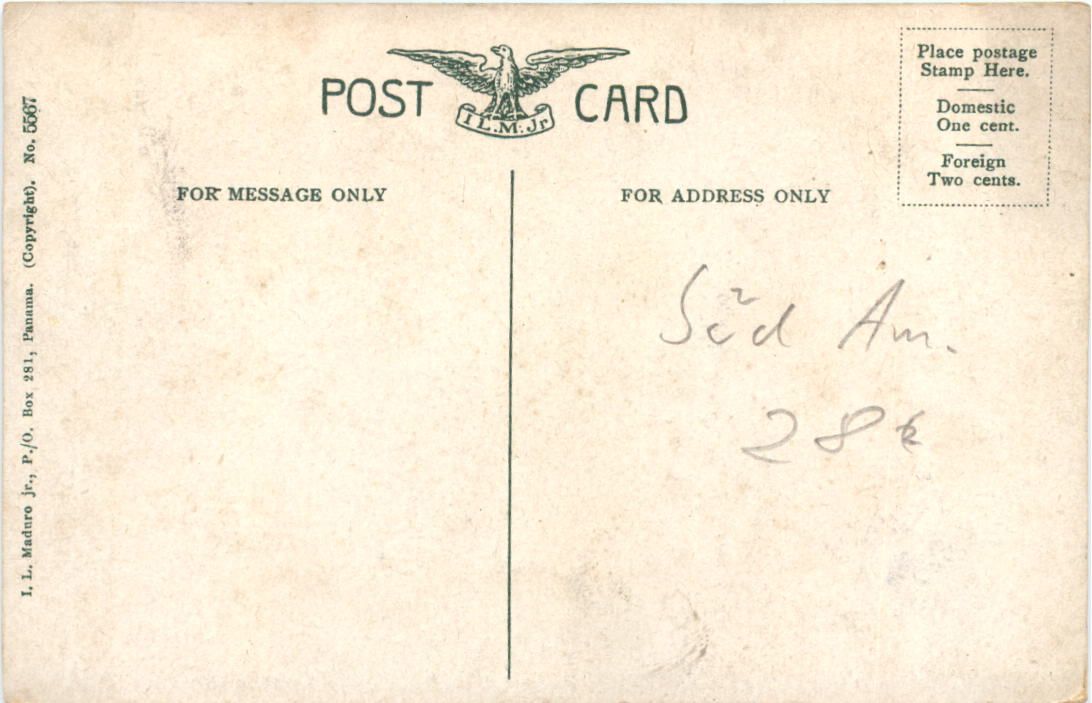 POST CARD
I L. M. Jr
Place postage
Stamp Here.
Domestic
One cent.
Foreign
Two cents.
FOR MESSAGE ONLY
FOR ADDRESS ONLY
I. L. Maduro jr., P./O. Box 281, Panama. (Copyright). No. 5567
Süd Am.
28